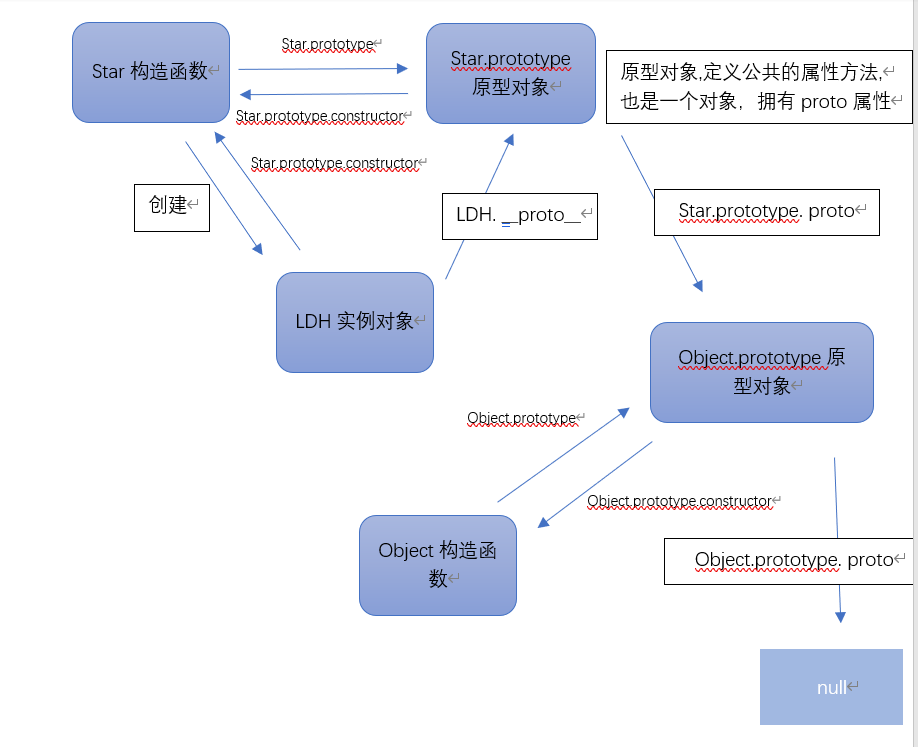 Star 构造函数
Star.prototype
Star.prototype
原型对象
Star.prototype.constructor
原型对象,定义公共的属性方法,
也是一个对象，拥有 proto 属性
Star.prototype.constructor
创建
LDH. __proto__
Star.prototype. proto
LDH 实例对象
Object.prototype 原
型对象
Object.prototype
Object.prototype.constructor
Object 构造函
数
Object.prototype. proto
null